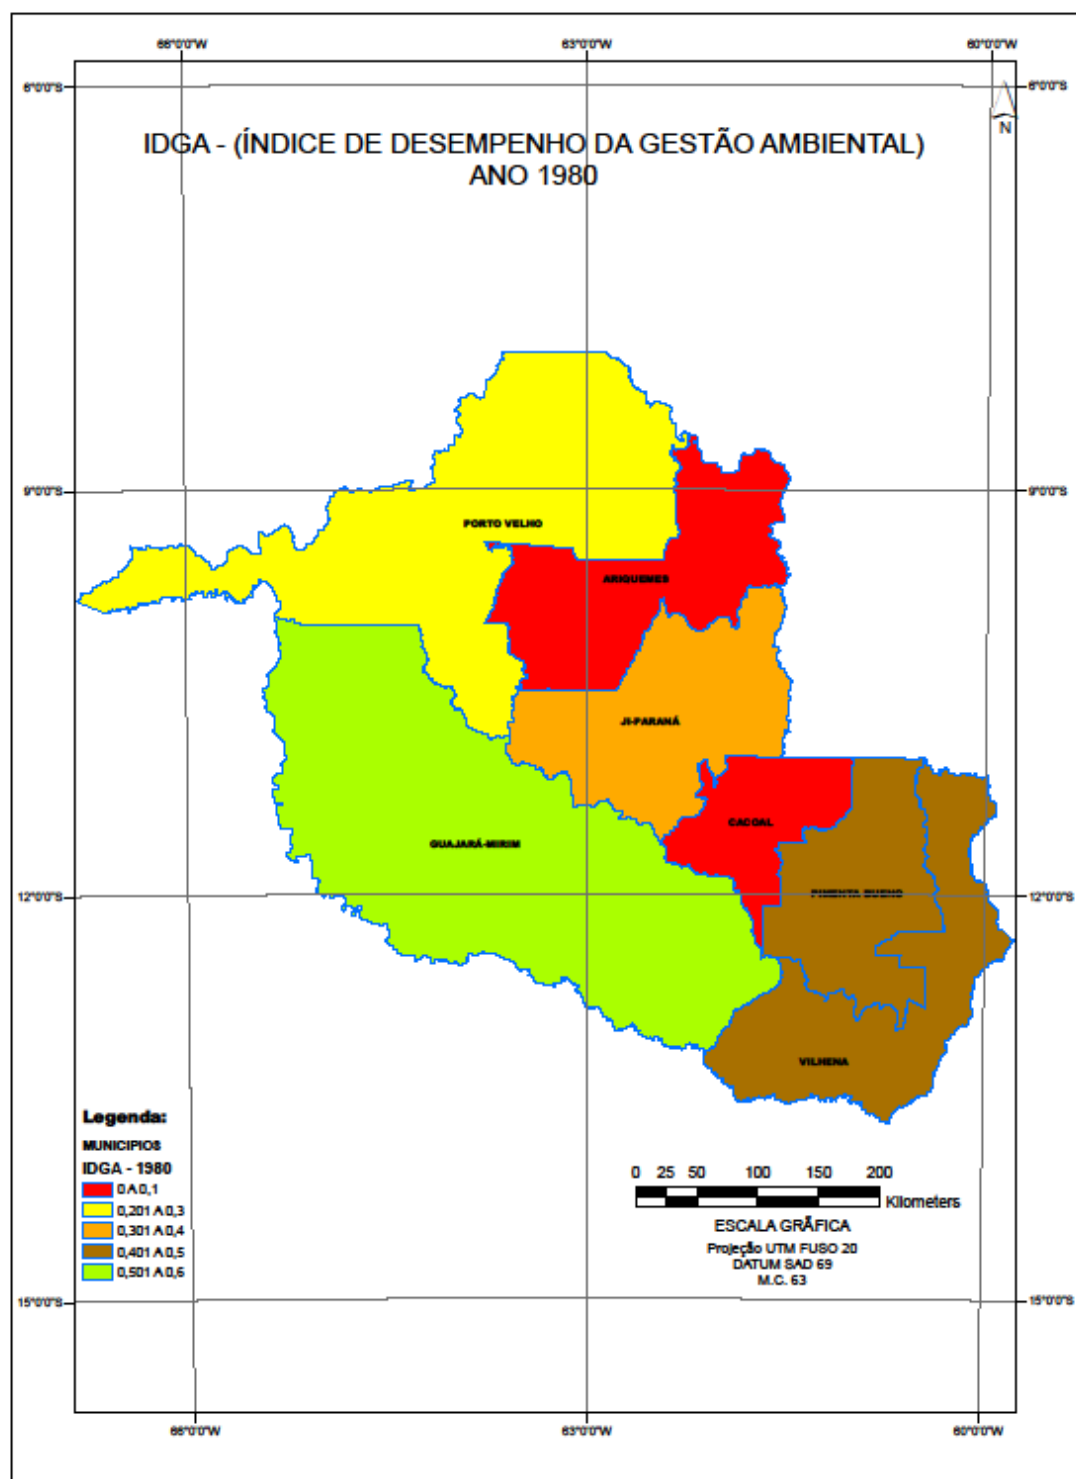 66°0'0"W 63°0'0"W 60°0'0"W
6°0'0"S 6°0'0"S
N
IDGA - (ÍNDICE DE DESEMPENHO DA GESTÃO AMBIENTAL)
ANO 1980
9°0'0"S 9°0'0"S
PORTO VELHO
ARIQUEMES
JI-PARANÁ
CACOAL
GUAJARÁ-MIRIM
12°0'0"S PIMENTA BUENO 12°0'0"S
VILHENA
Legenda:
MUNICIPIOS
IDGA - 1980
0 A 0,1
0,201 A 0,3
0,301 A 0,4
0,401 A 0,5
0,501 A 0,6
0 25 50 100 150 200
Kilometers
ESCALA GRÃFICA
Projeção UTM FUSO 20
DATUM SAD 69
M.C. 63
15°0'0"S 15°0'0"S
66°0'0"W 63°0'0"W 60°0'0"W